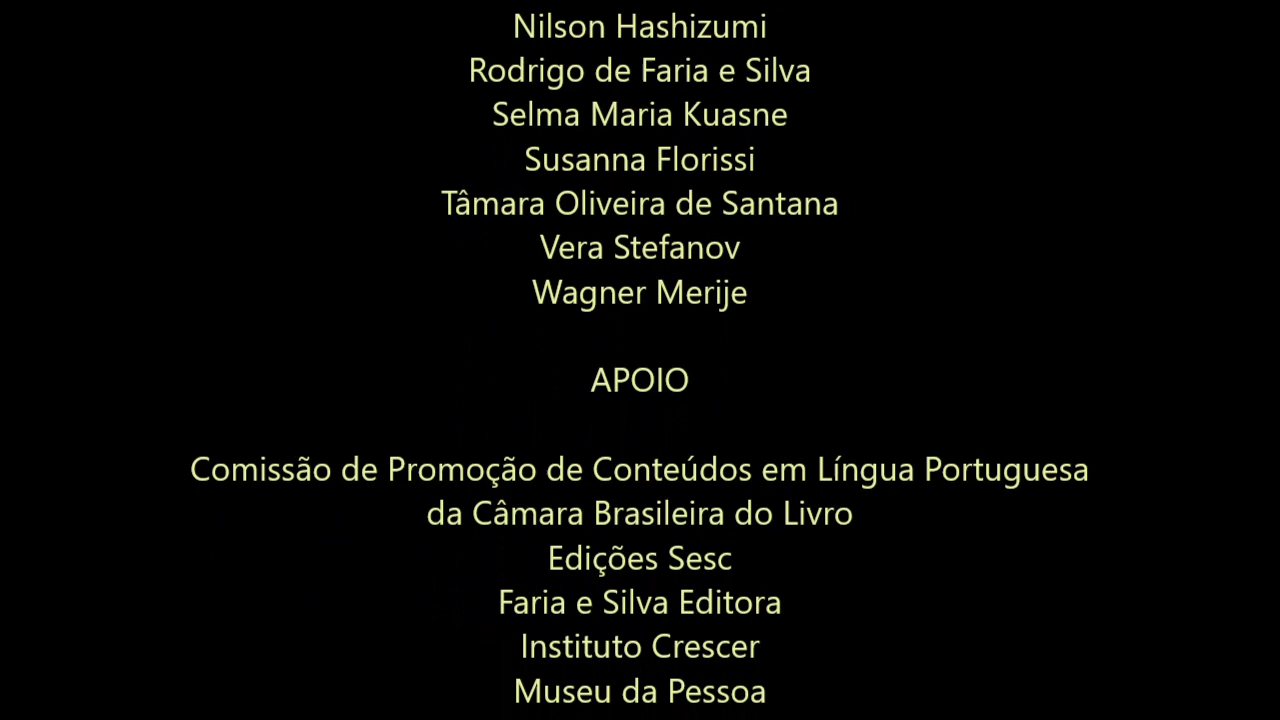 Nilson Hashizumi
Rodrigo de Faria e Silva
Selma Maria Kuasne
Susanna Florissi
Tâmara Oliveira de Santana
Vera Stefanov
Wagner Merije
APOIO
Comissão de Promoção de Conteúdos em Língua Portuguesa
da Câmara Brasileira do Livro
Edições Sesc
Faria e Silva Editora
Instituto Crescer
Museu da Pessoa